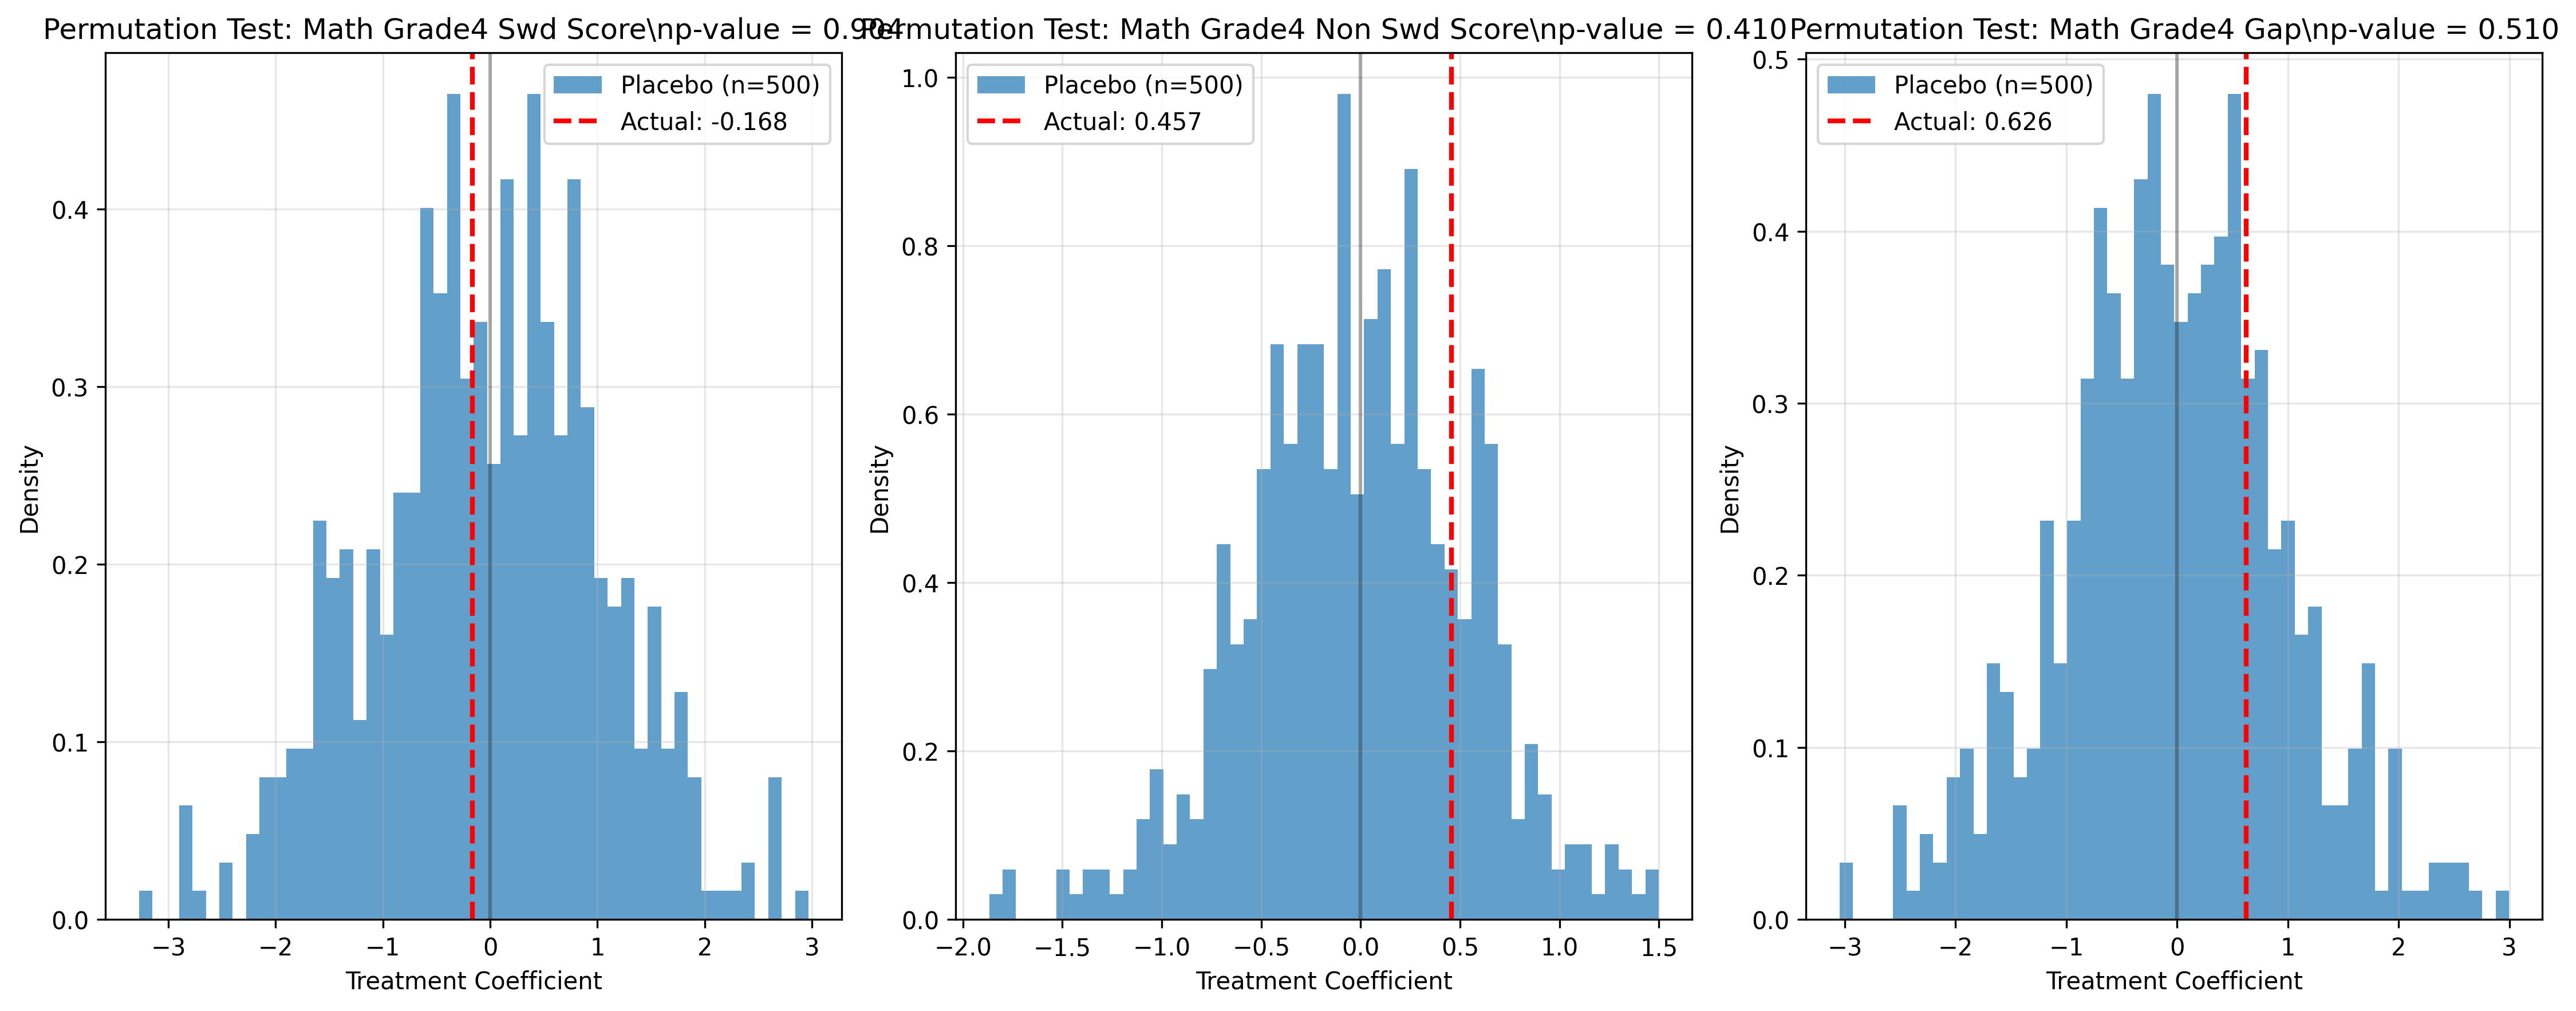 Permutation Test: Math Grade4 Swd Score\np-value = 0.904
Permutation Test: Math Grade4 Non Swd Score\np-value = 0.410
Permutation Test: Math Grade4 Gap\np-value = 0.510
Placebo (n=500)
Actual: -0.168
Density
0.4
0.3
0.2
0.1
0.0
−3
−2
−1
0
1
2
3
Treatment Coefficient
Placebo (n=500)
Actual: 0.457
Density
1.0
0.8
0.6
0.4
0.2
0.0
−2.0
−1.5
−1.0
−0.5
0.0
0.5
1.0
1.5
Treatment Coefficient
Placebo (n=500)
Actual: 0.626
Density
0.5
0.4
0.3
0.2
0.1
0.0
−3
−2
−1
0
1
2
3
Treatment Coefficient